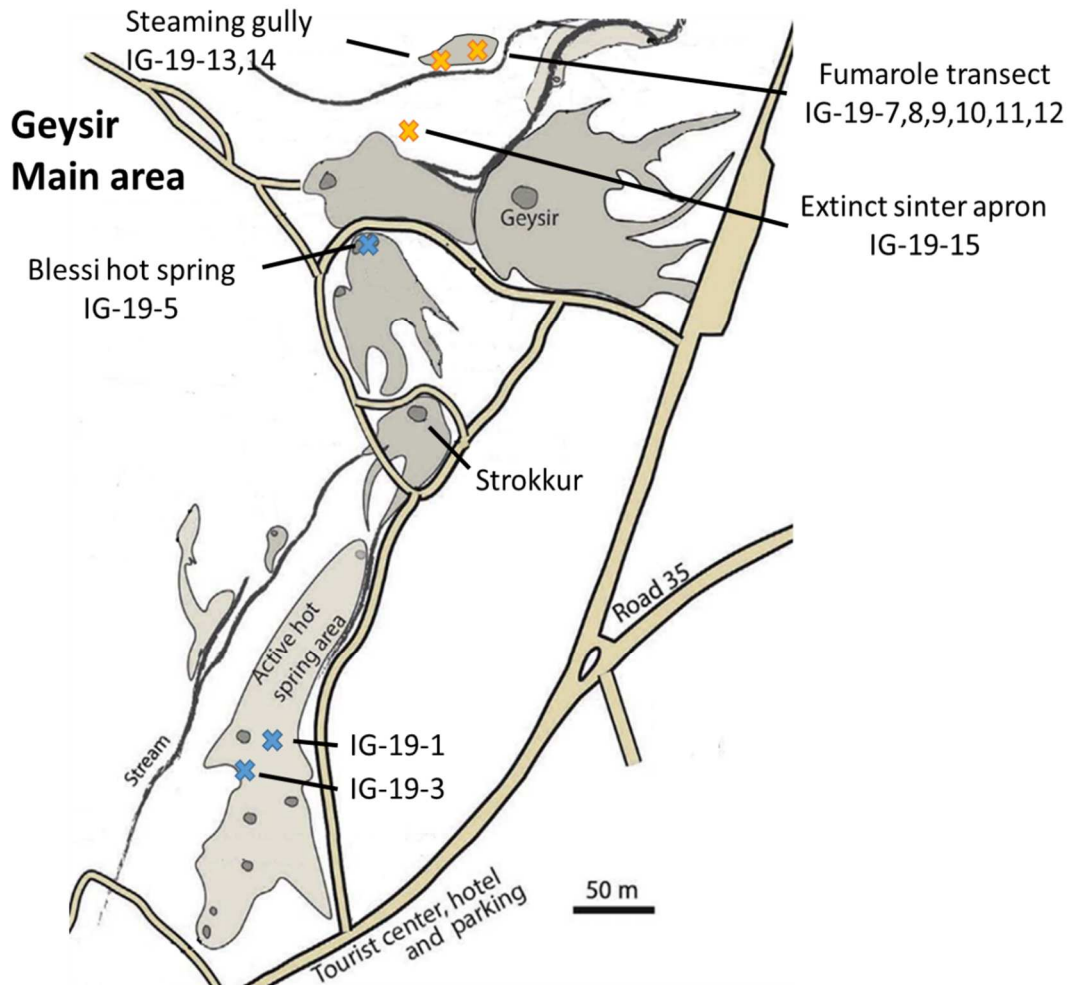 Steaming gully
IG-19-13,14
Fumarole transect
IG-19-7,8,9,10,11,12
Geysir
Main area
Extinct sinter apron
IG-19-15
Geysir
Blessi hot spring
IG-19-5
Strokkur
Road 35
Active hot
spring area
Stream
IG-19-1
IG-19-3
50 m
Tourist center, hotel
and parking